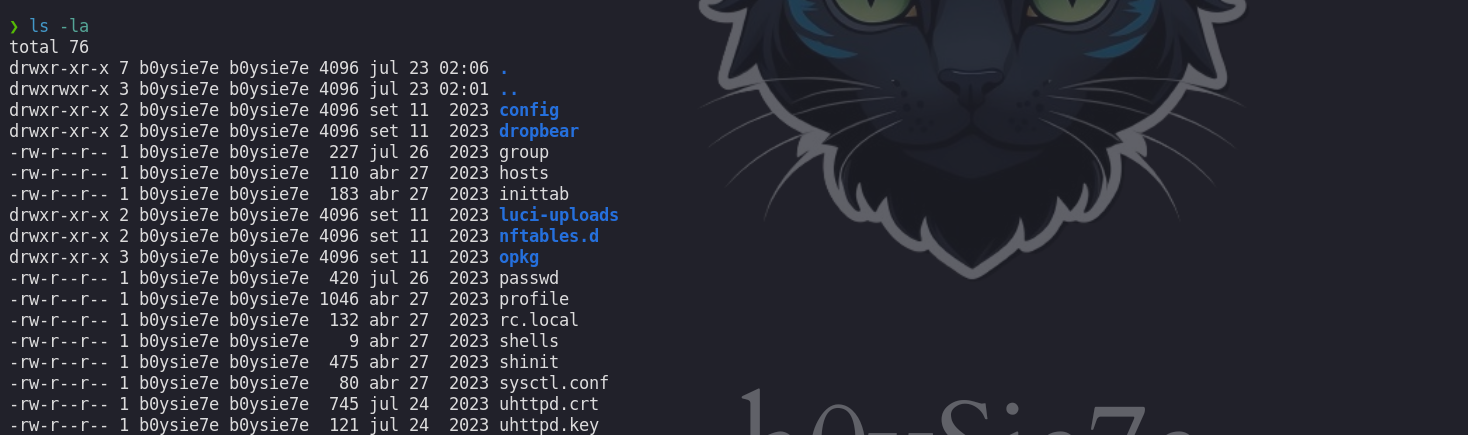 ❯ ls -la
total 76
drwxr-xr-x 7 b0ysie7e b0ysie7e 4096 jul 23 02:06 .
drwxrwxr-x 3 b0ysie7e b0ysie7e 4096 jul 23 02:01 ..
drwxr-xr-x 2 b0ysie7e b0ysie7e 4096 set 11  2023 config
drwxr-xr-x 2 b0ysie7e b0ysie7e 4096 set 11  2023 dropbear
-rw-r--r-- 1 b0ysie7e b0ysie7e  227 jul 26  2023 group
-rw-r--r-- 1 b0ysie7e b0ysie7e  110 abr 27  2023 hosts
-rw-r--r-- 1 b0ysie7e b0ysie7e  183 abr 27  2023 inittab
drwxr-xr-x 2 b0ysie7e b0ysie7e 4096 set 11  2023 luci-uploads
drwxr-xr-x 2 b0ysie7e b0ysie7e 4096 set 11  2023 nftables.d
drwxr-xr-x 3 b0ysie7e b0ysie7e 4096 set 11  2023 opkg
-rw-r--r-- 1 b0ysie7e b0ysie7e  420 jul 26  2023 passwd
-rw-r--r-- 1 b0ysie7e b0ysie7e 1046 abr 27  2023 profile
-rw-r--r-- 1 b0ysie7e b0ysie7e  132 abr 27  2023 rc.local
-rw-r--r-- 1 b0ysie7e b0ysie7e    9 abr 27  2023 shells
-rw-r--r-- 1 b0ysie7e b0ysie7e  475 abr 27  2023 shinit
-rw-r--r-- 1 b0ysie7e b0ysie7e   80 abr 27  2023 sysctl.conf
-rw-r--r-- 1 b0ysie7e b0ysie7e  745 jul 24  2023 uhttpd.crt
-rw-r--r-- 1 b0ysie7e b0ysie7e  121 jul 24  2023 uhttpd.key
b0ySie7e